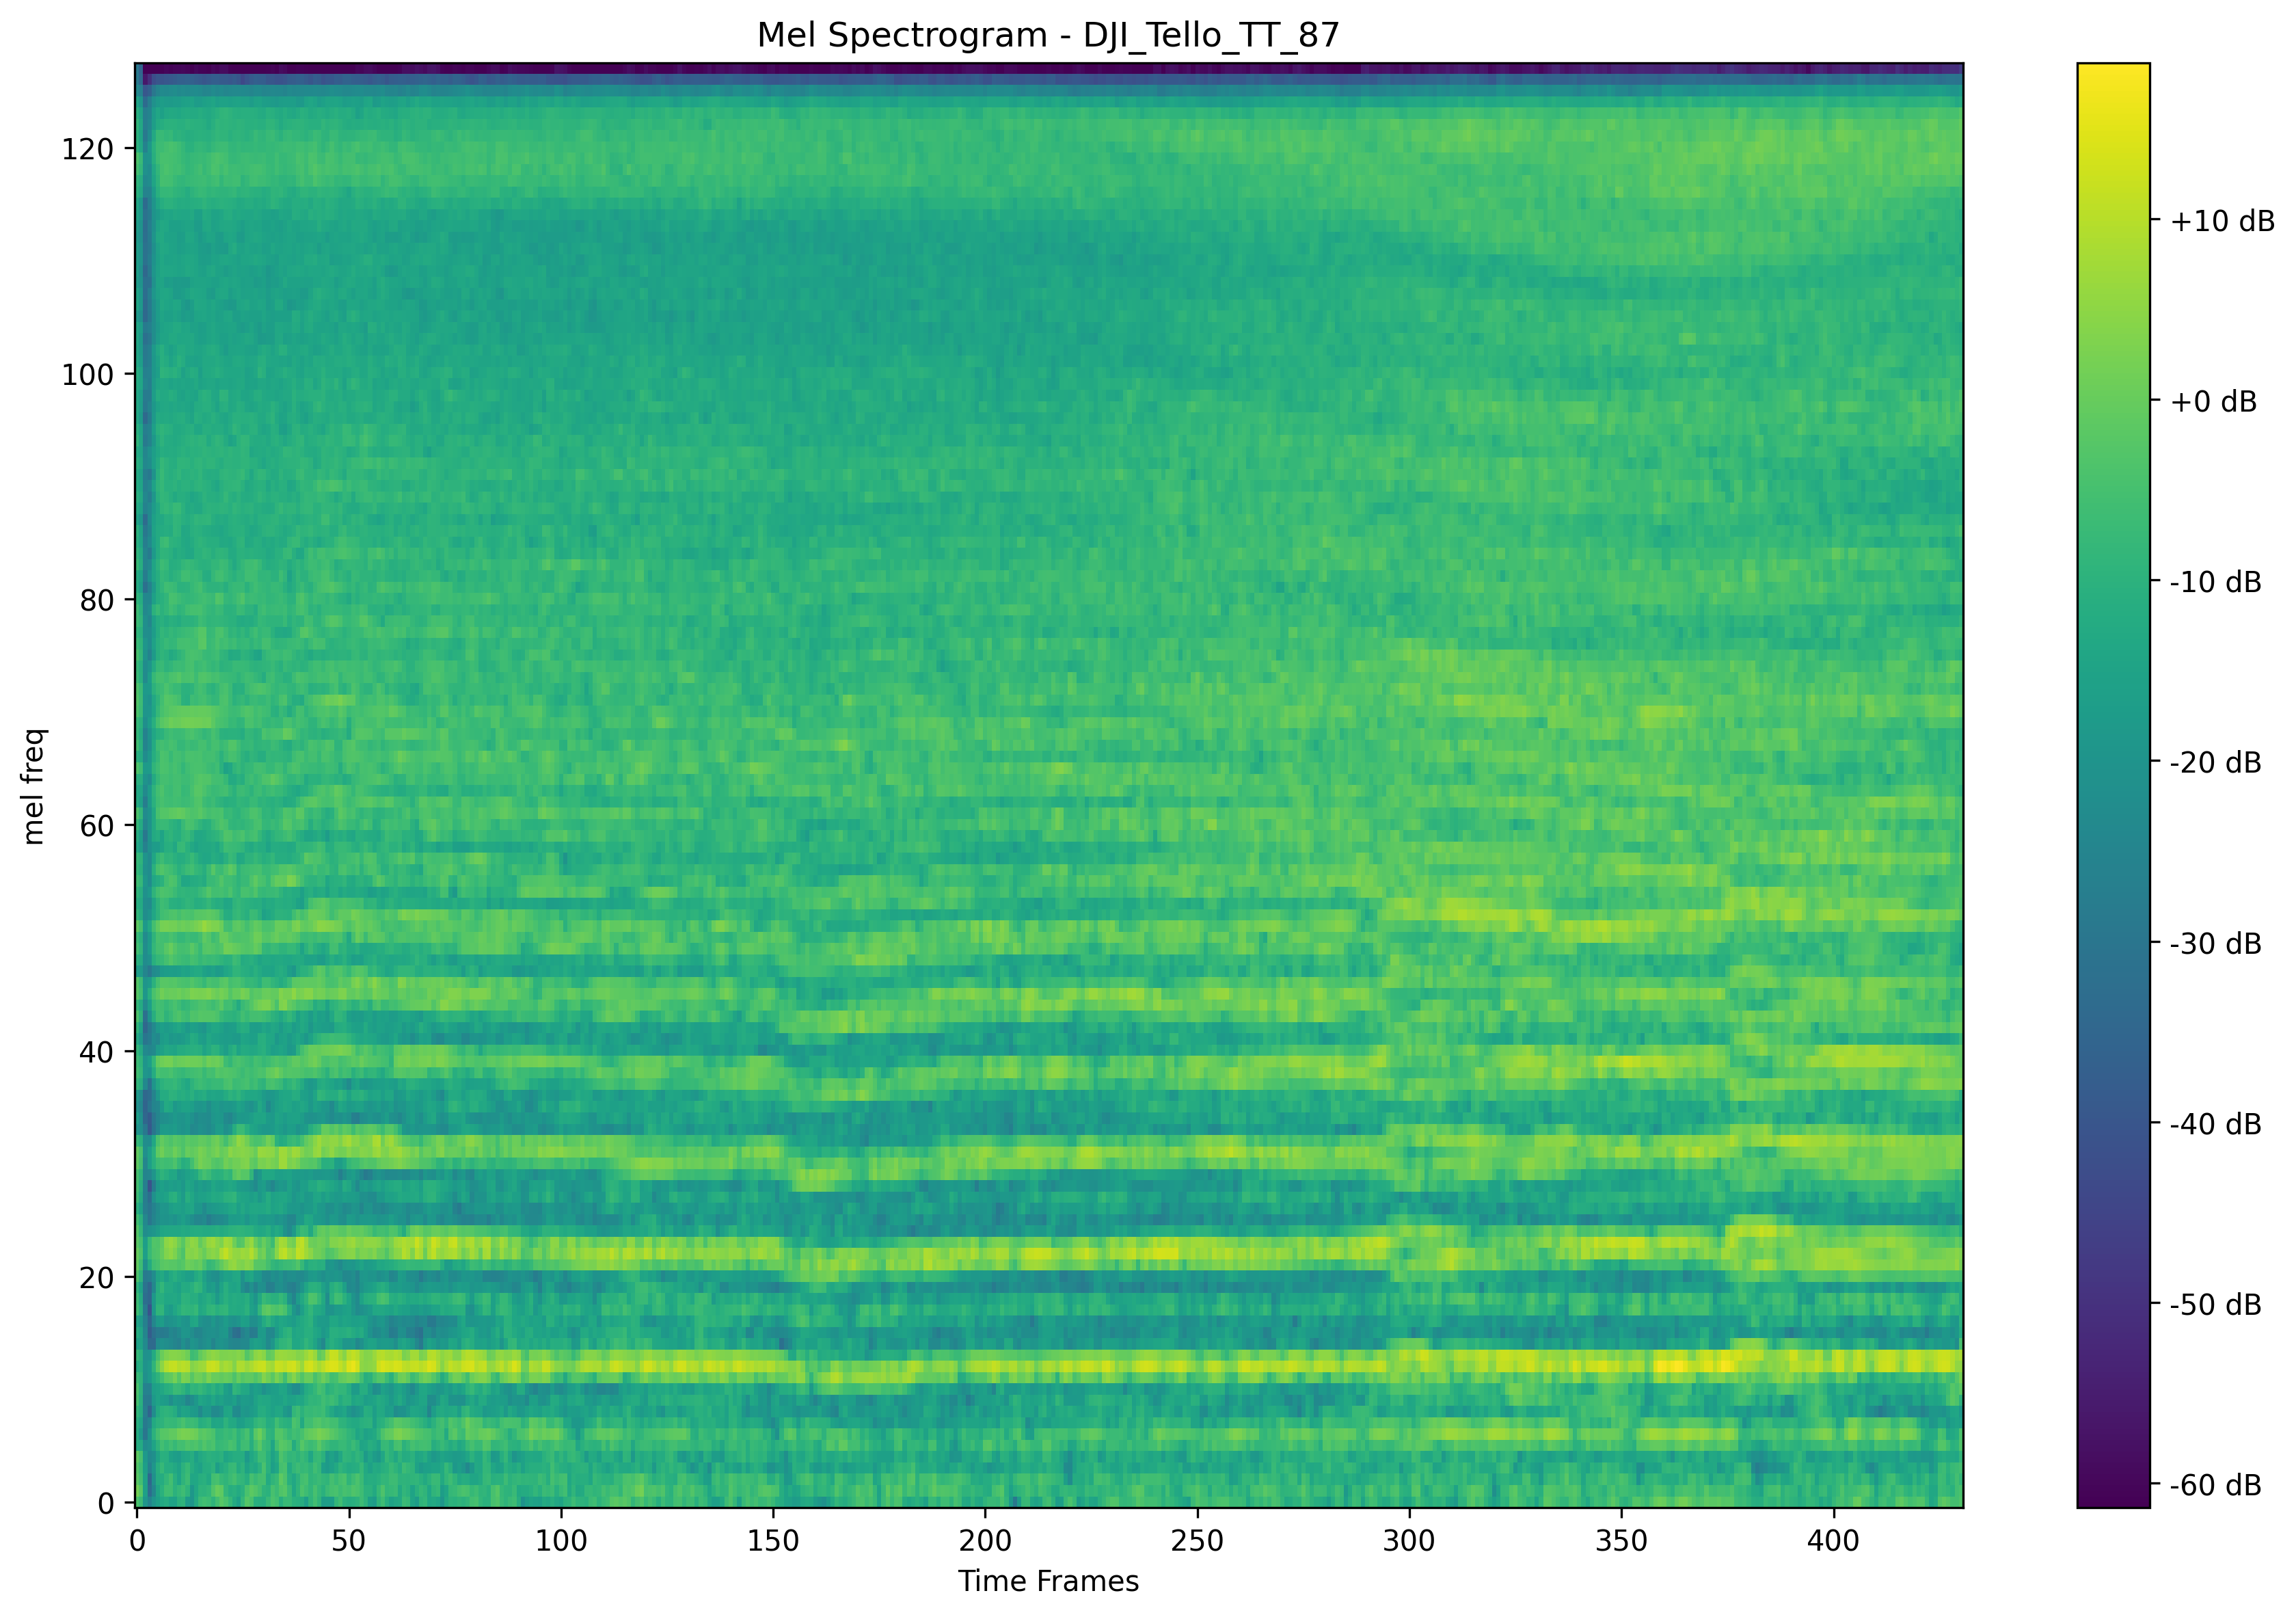 Mel Spectrogram - DJI_Tello_TT_87
mel freq
120
100
80
60
40
20
0
0 50 100 150 200 250 300 350 400
Time Frames
+10 dB
+0 dB
-10 dB
-20 dB
-30 dB
-40 dB
-50 dB
-60 dB